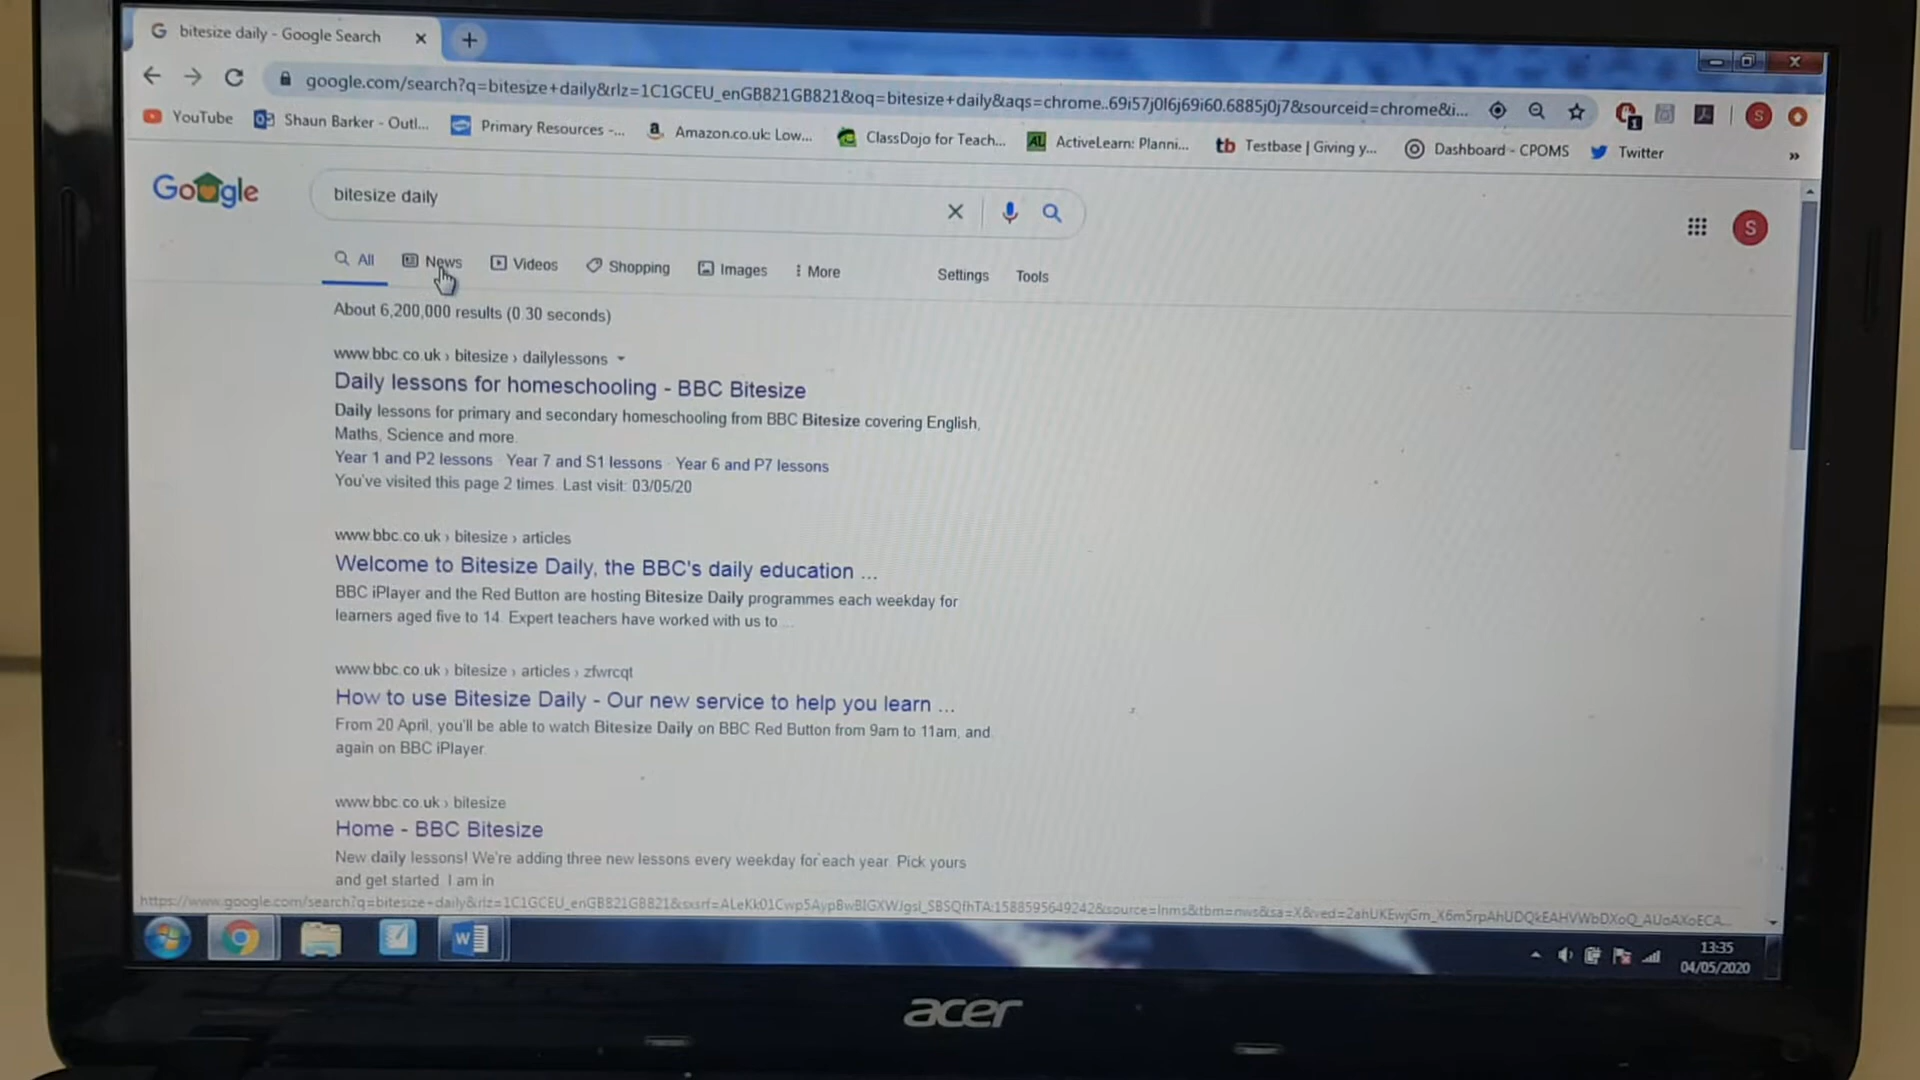 bitesize daily - Google Search
google.com/search?q=bitesize+daily&rlz=1C1GCEU_enGB821GB821&oq=bitesize+daily&aqs=chrome..69i57j0l6j69i60.6885j0j7&sourceid=chrome&i...
YouTube Shaun Barker - Outl... Primary Resources -... Amazon.co.uk: Low... ClassDojo for Teach... ActiveLearn: Planni... Testbase | Giving y... Dashboard - CPOMS Twitter »
Google bitesize daily S
All News Videos Shopping Images More Settings Tools
About 6,200,000 results (0.30 seconds)
www.bbc.co.uk › bitesize › dailylessons
Daily lessons for homeschooling - BBC Bitesize
Daily lessons for primary and secondary homeschooling from BBC Bitesize covering English,
Maths, Science and more.
Year 1 and P2 lessons · Year 7 and S1 lessons · Year 6 and P7 lessons
You've visited this page 2 times. Last visit: 03/05/20
www.bbc.co.uk › bitesize › articles
Welcome to Bitesize Daily, the BBC's daily education ...
BBC iPlayer and the Red Button are hosting Bitesize Daily programmes each weekday for
learners aged five to 14. Expert teachers have worked with us to ...
www.bbc.co.uk › bitesize › articles › zfwrcqt
How to use Bitesize Daily - Our new service to help you learn ...
From 20 April, you'll be able to watch Bitesize Daily on BBC Red Button from 9am to 11am, and
again on BBC iPlayer.
www.bbc.co.uk › bitesize
Home - BBC Bitesize
New daily lessons! We're adding three new lessons every weekday for each year. Pick yours
and get started. I am in
13:35
04/05/2020
acer